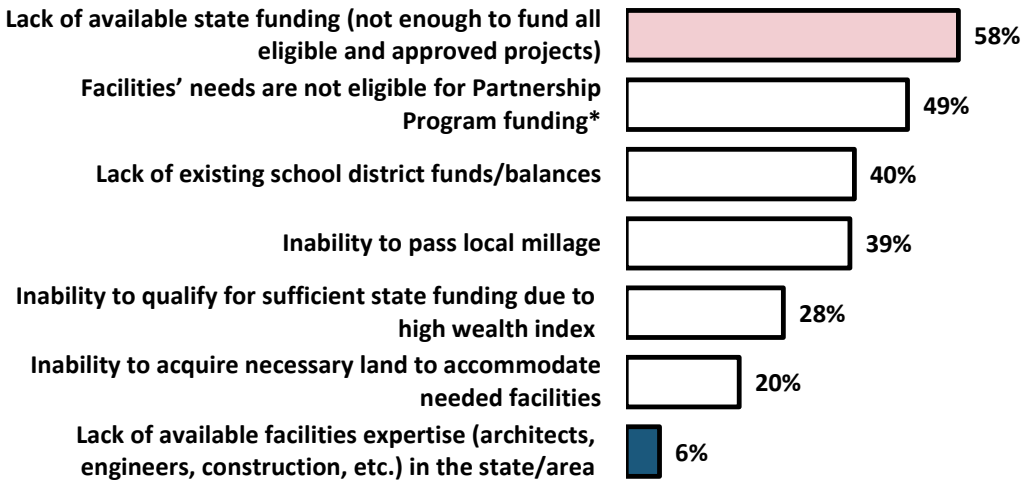 Lack of available state funding (not enough to fund all
eligible and approved projects)
58%
Facilities’ needs are not eligible for Partnership
Program funding*
49%
Lack of existing school district funds/balances
40%
Inability to pass local millage
39%
Inability to qualify for sufficient state funding due to
high wealth index
28%
Inability to acquire necessary land to accommodate
needed facilities
20%
Lack of available facilities expertise (architects,
engineers, construction, etc.) in the state/area
6%